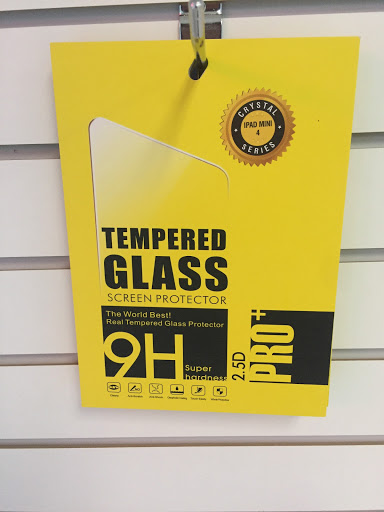 CRYSTAL
IPAD MINI
4
SERIES
TEMPERED
GLASS
SCREEN PROTECTOR
The World Best!
Real Tempered Glass Protector
9H
Super
hardness
2.5D
PRO+